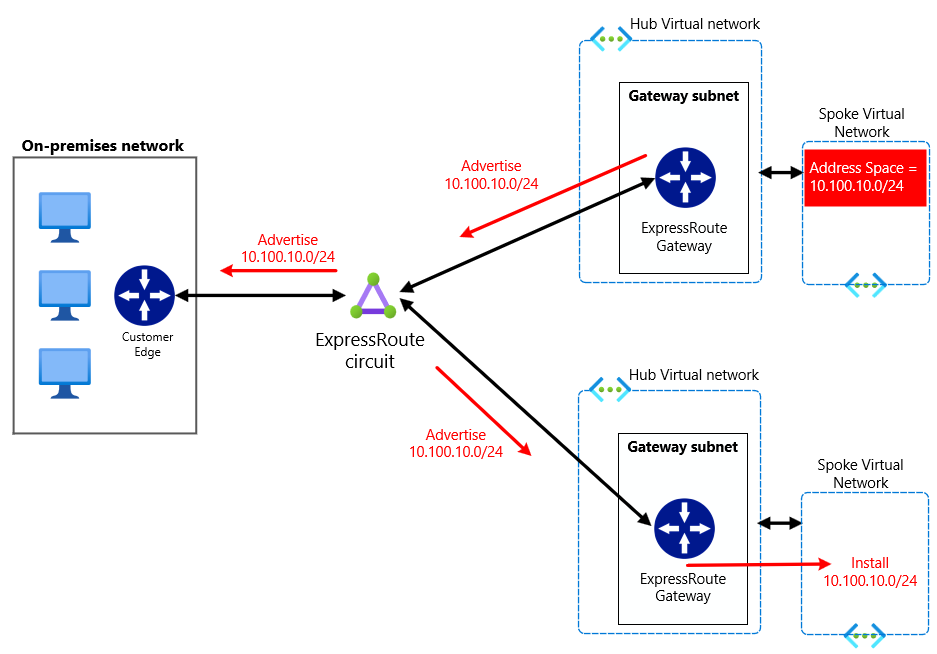 Hub Virtual network
Gateway subnet
ExpressRoute
Gateway
Spoke Virtual
Network
Address Space =
10.100.10.0/24
Advertise
10.100.10.0/24
On-premises network
Customer
Edge
Advertise
10.100.10.0/24
ExpressRoute
circuit
Advertise
10.100.10.0/24
Hub Virtual network
Gateway subnet
ExpressRoute
Gateway
Spoke Virtual
Network
Install
10.100.10.0/24